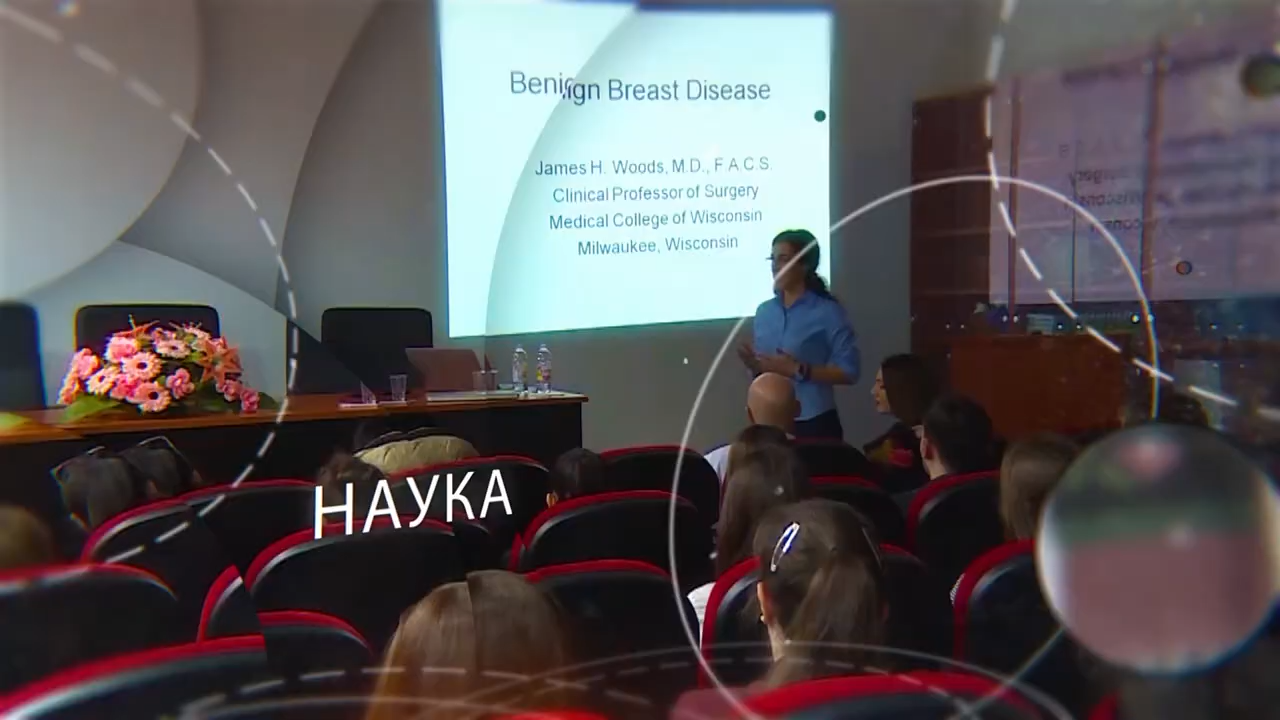 Benign Breast Disease
James H. Woods, M.D., F.A.C.S.
Clinical Professor of Surgery
Medical College of Wisconsin
Milwaukee, Wisconsin
НАУКА